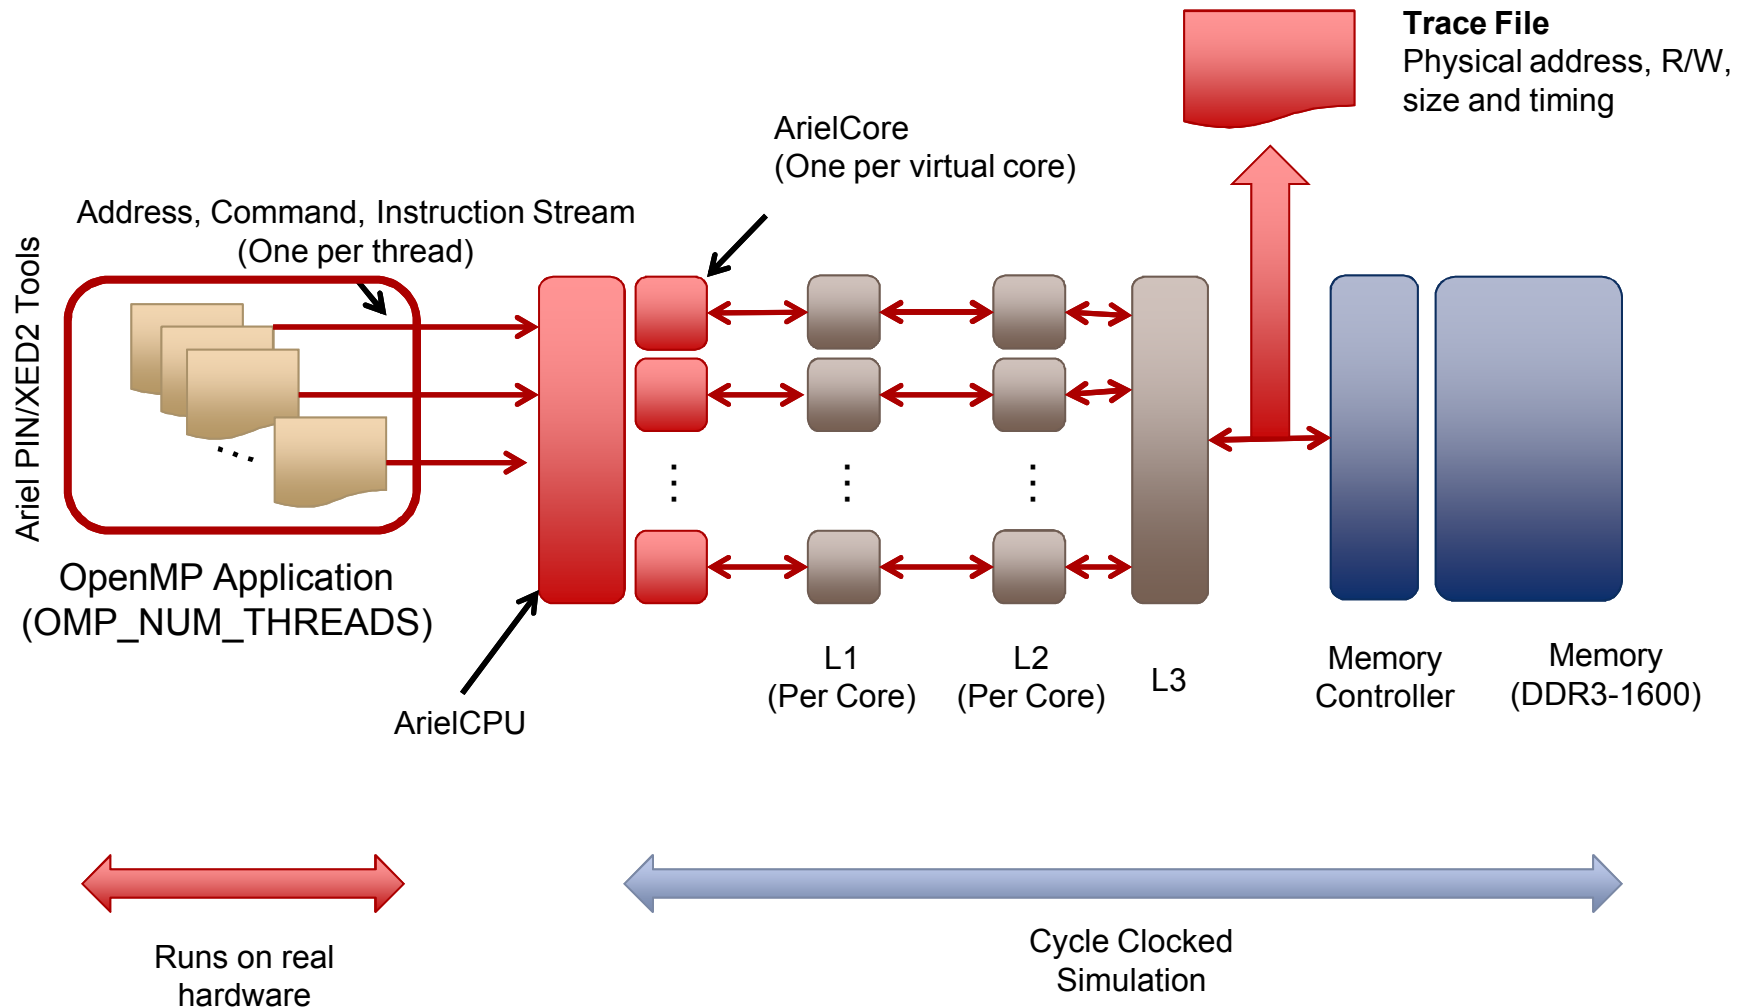 Trace File
Physical address, R/W,
size and timing
ArielCore
(One per virtual core)
Address, Command, Instruction Stream
(One per thread)
Ariel PIN/XED2 Tools
OpenMP Application
(OMP_NUM_THREADS)
ArielCPU
L1
(Per Core)
L2
(Per Core)
L3
Memory
Controller
Memory
(DDR3-1600)
Runs on real
hardware
Cycle Clocked
Simulation